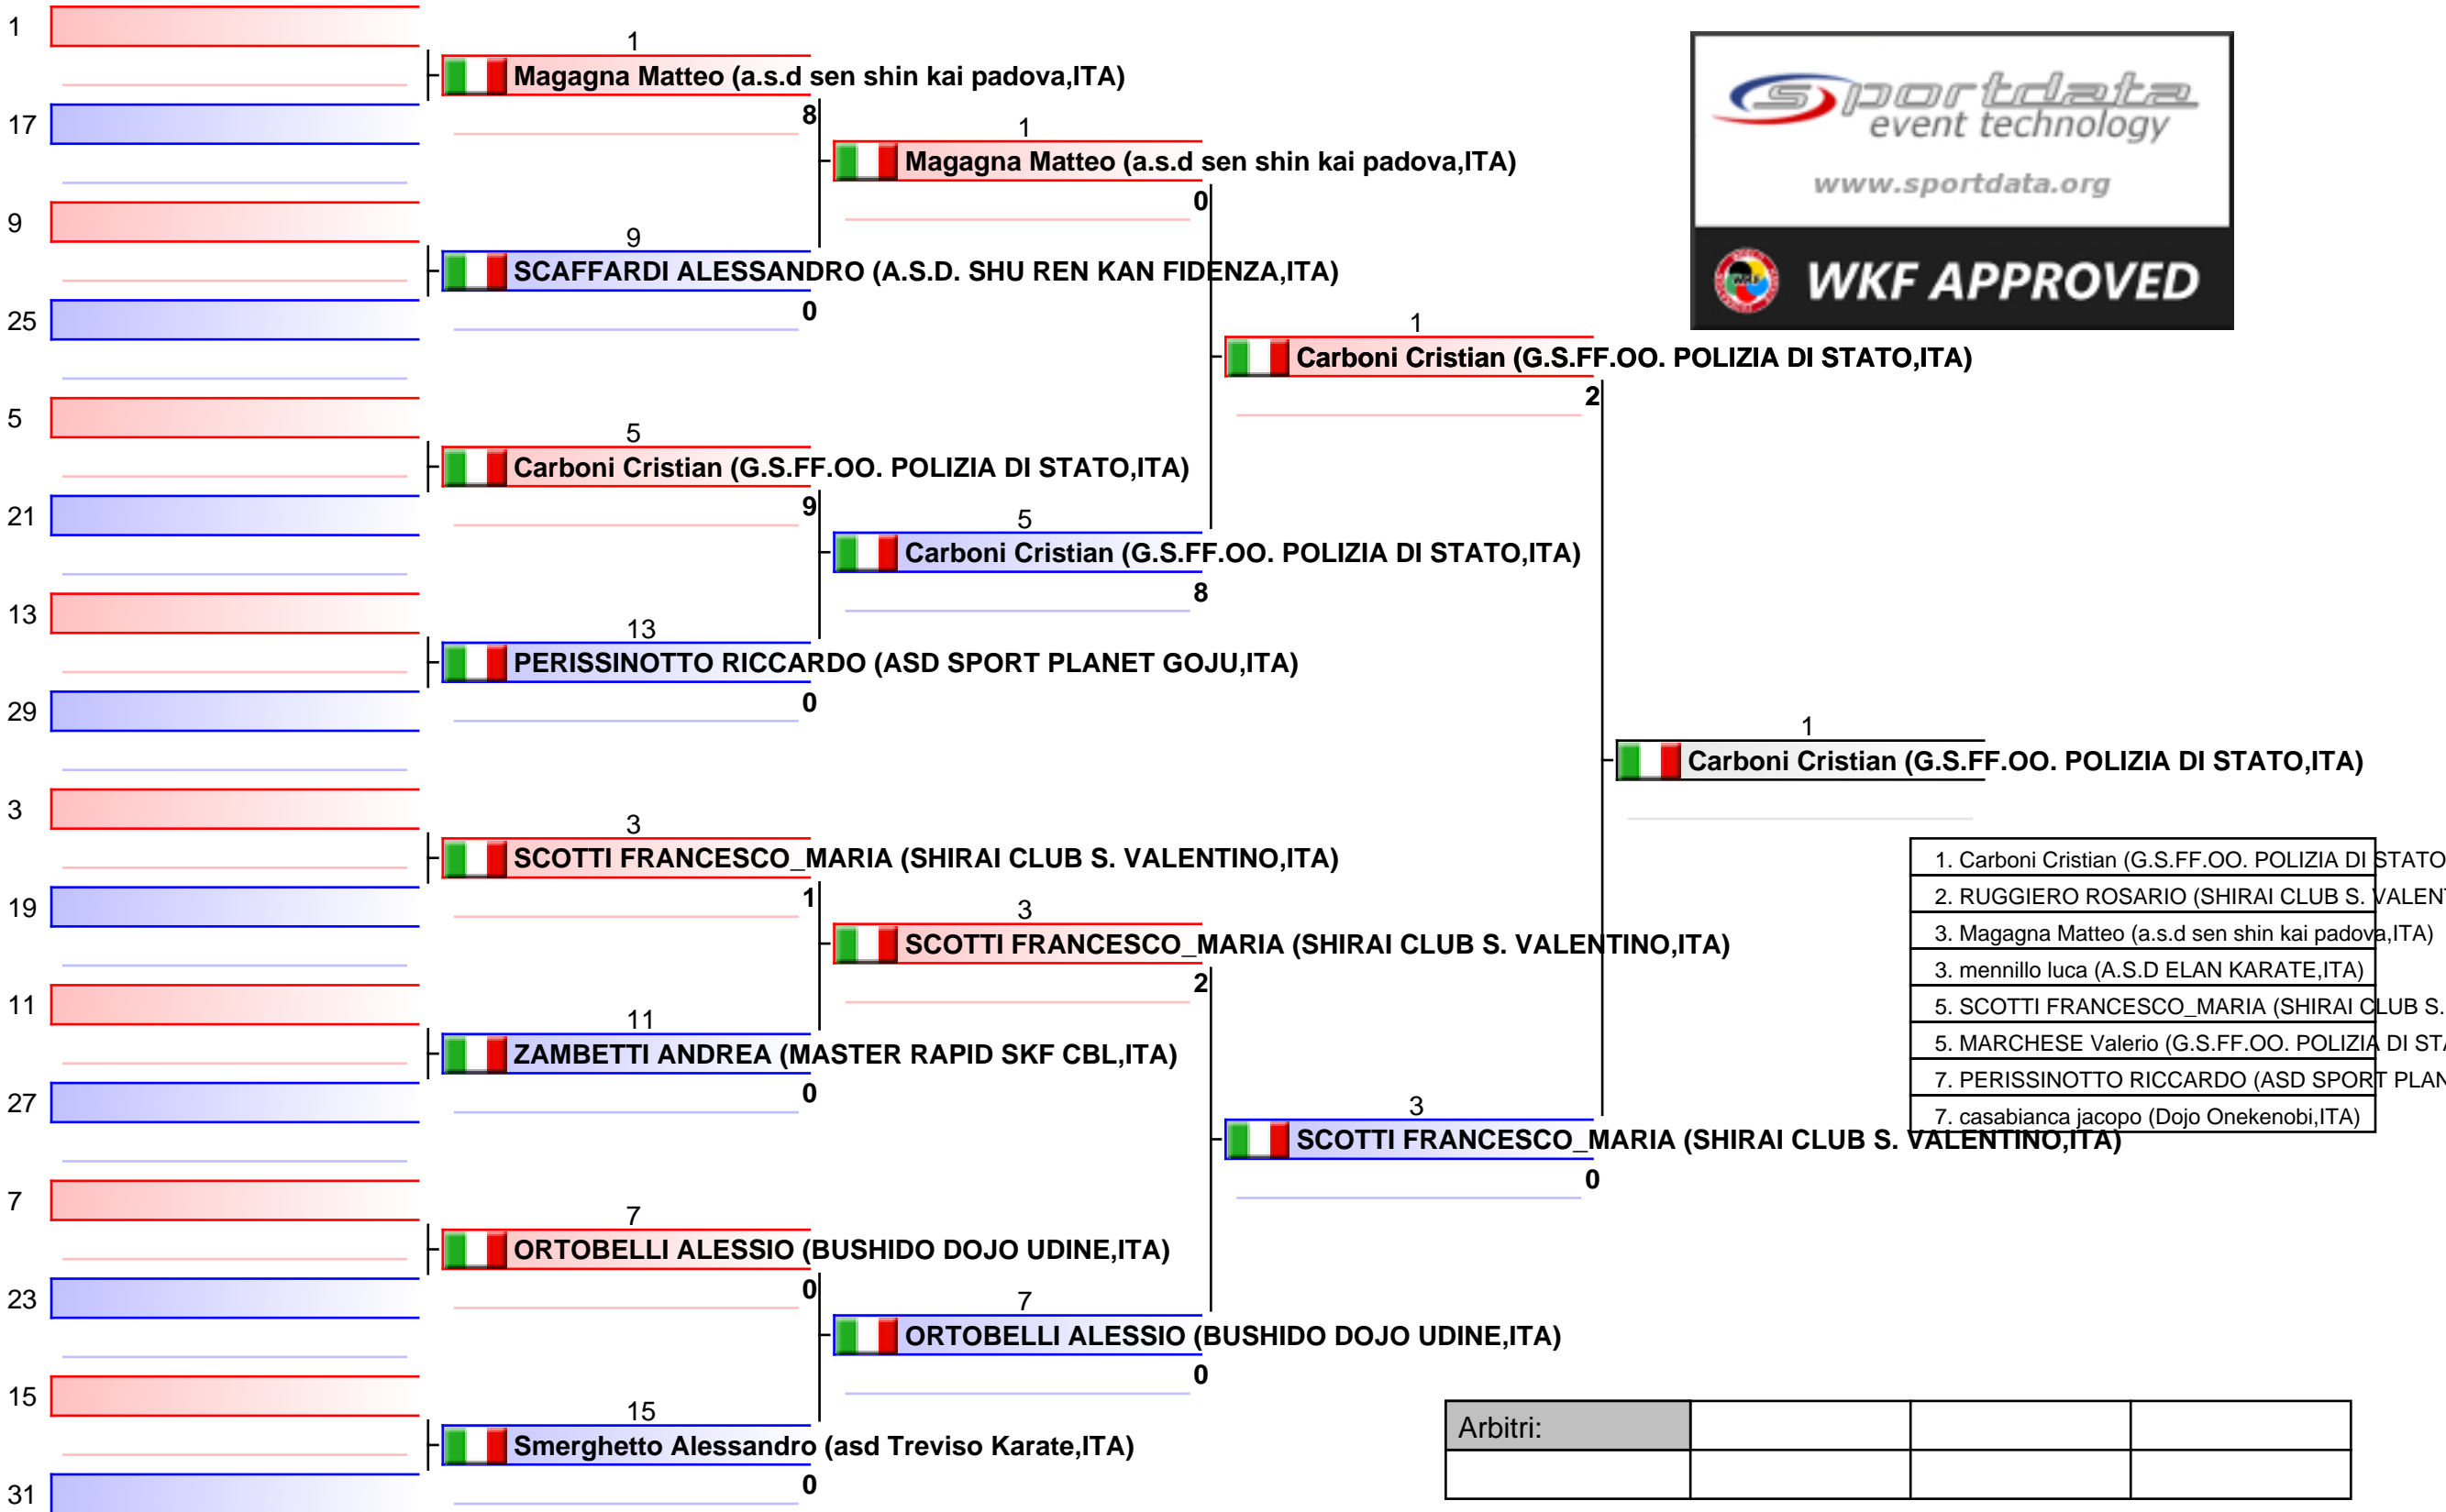 1
17
9
25
5
21
13
29
3
19
11
27
7
23
15
31
1
Magagna Matteo (a.s.d sen shin kai padova,ITA)
8
9
SCAFFARDI ALESSANDRO (A.S.D. SHU REN KAN FIDENZA,ITA)
0
5
Carboni Cristian (G.S.FF.OO. POLIZIA DI STATO,ITA)
9
13
PERISSINOTTO RICCARDO (ASD SPORT PLANET GOJU,ITA)
0
3
SCOTTI FRANCESCO_MARIA (SHIRAI CLUB S. VALENTINO,ITA)
1
11
ZAMBETTI ANDREA (MASTER RAPID SKF CBL,ITA)
0
7
ORTOBELLI ALESSIO (BUSHIDO DOJO UDINE,ITA)
0
15
Smerghetto Alessandro (asd Treviso Karate,ITA)
0
1
Magagna Matteo (a.s.d sen shin kai padova,ITA)
0
5
Carboni Cristian (G.S.FF.OO. POLIZIA DI STATO,ITA)
8
3
SCOTTI FRANCESCO_MARIA (SHIRAI CLUB S. VALENTINO,ITA)
2
7
ORTOBELLI ALESSIO (BUSHIDO DOJO UDINE,ITA)
0
1
Carboni Cristian (G.S.FF.OO. POLIZIA DI STATO,ITA)
2
3
SCOTTI FRANCESCO_MARIA (SHIRAI CLUB S. VALENTINO,ITA)
0
1
Carboni Cristian (G.S.FF.OO. POLIZIA DI STATO,ITA)
sportdata
event technology
www.sportdata.org
WKF APPROVED
1. Carboni Cristian (G.S.FF.OO. POLIZIA DI STATO
2. RUGGIERO ROSARIO (SHIRAI CLUB S.
3. Magagna Matteo (a.s.d sen shin kai padova,ITA)
3. mennillo luca (A.S.D ELAN KARATE,ITA)
5. SCOTTI FRANCESCO_MARIA (SHIRAI CLUB S.
5. MARCHESE Valerio (G.S.FF.OO. POLIZIA DI
7. PERISSINOTTO RICCARDO (ASD SPORT
7. casabianca jacopo (Dojo Onekenobi,ITA)
Arbitri: